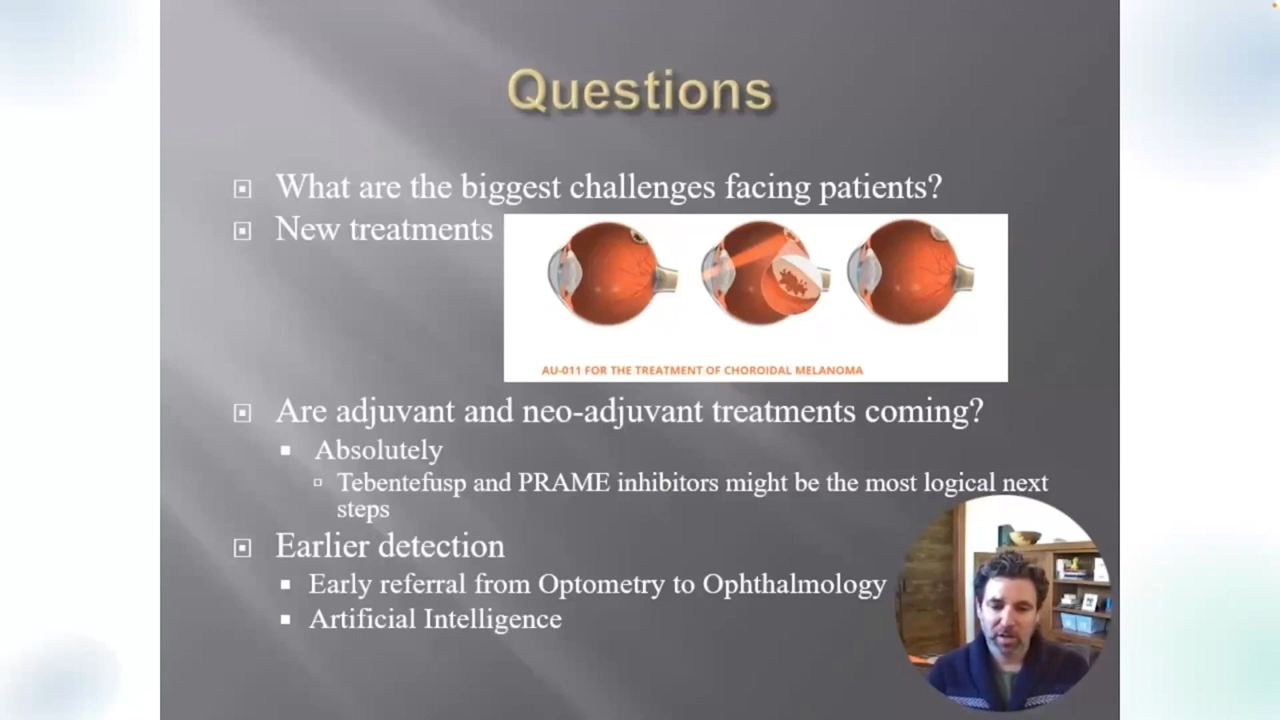 Questions
What are the biggest challenges facing patients?
New treatments
AU-011 FOR THE TREATMENT OF CHOROIDAL MELANOMA
Are adjuvant and neo-adjuvant treatments coming?
Absolutely
Tebentefusp and PRAME inhibitors might be the most logical next
steps
Earlier detection
Early referral from Optometry to Ophthalmology
Artificial Intelligence